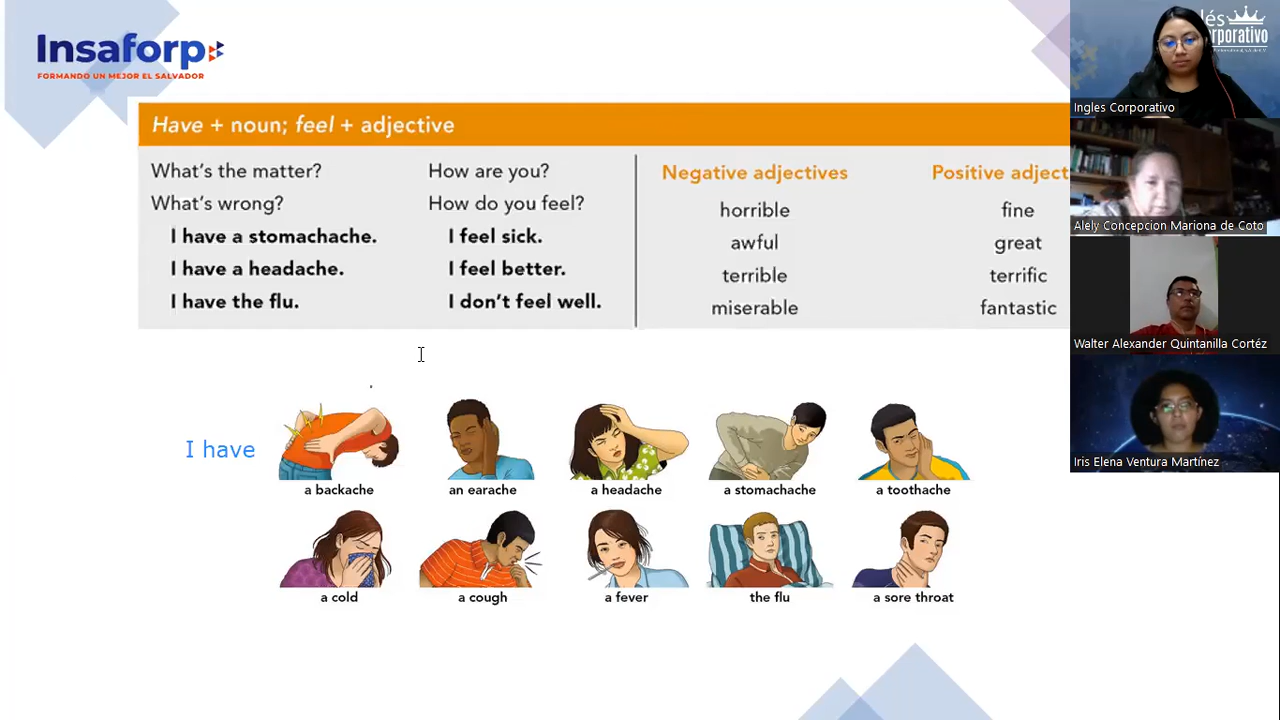 Insaforp
FORMANDO UN MEJOR EL SALVADOR
Have + noun; feel + adjective
What's the matter?
What's wrong?
I have a stomachache.
I have a headache.
I have the flu.
How are you?
How do you feel?
I feel sick.
I feel better.
I don't feel well.
Negative adjectives
horrible
awful
terrible
miserable
Positive adject
fine
great
terrific
fantastic
I have
a backache
an earache
a headache
a stomachache
a toothache
a cold
a cough
a fever
the flu
a sore throat
lés
orporativo
Ingles Corporativo
Alely Concepcion Mariona de Coto
Walter Alexander Quintanilla Cortéz
Iris Elena Ventura Martínez